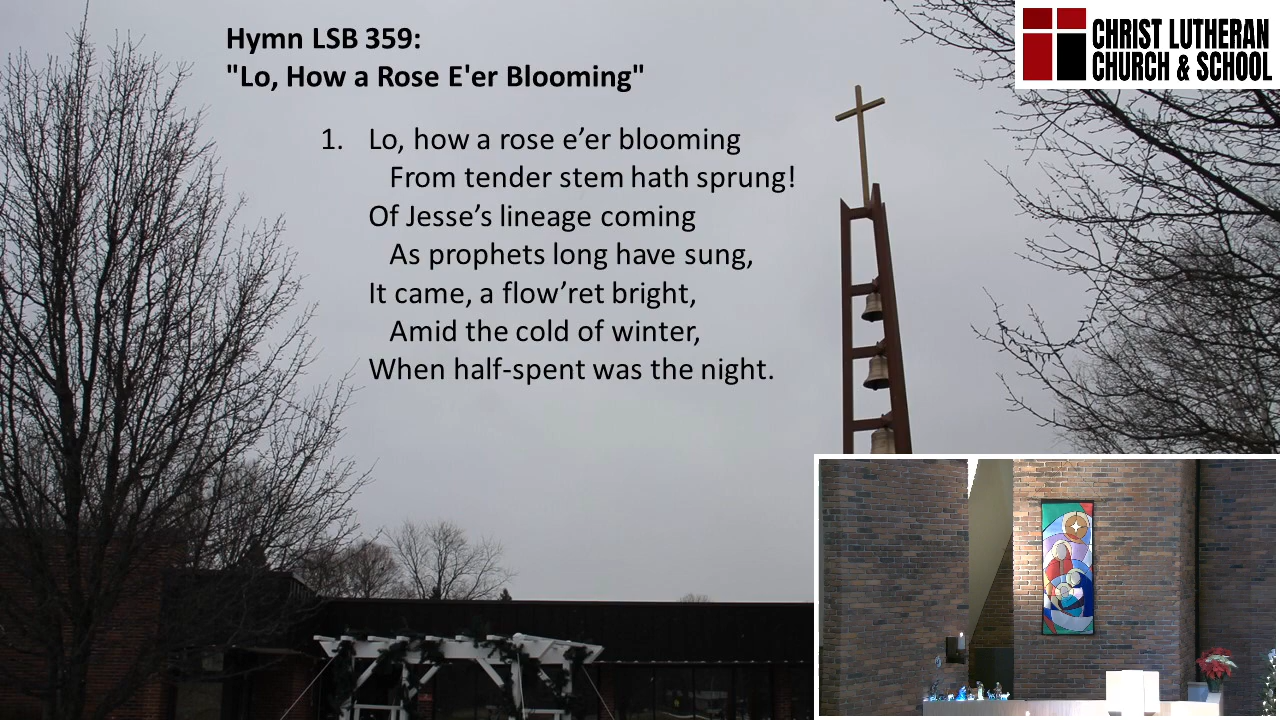 Hymn LSB 359:
"Lo, How a Rose E'er Blooming"
1. Lo, how a rose e’er blooming
From tender stem hath sprung!
Of Jesse’s lineage coming
As prophets long have sung,
It came, a flow’ret bright,
Amid the cold of winter,
When half-spent was the night.
CHRIST LUTHERAN
CHURCH & SCHOOL